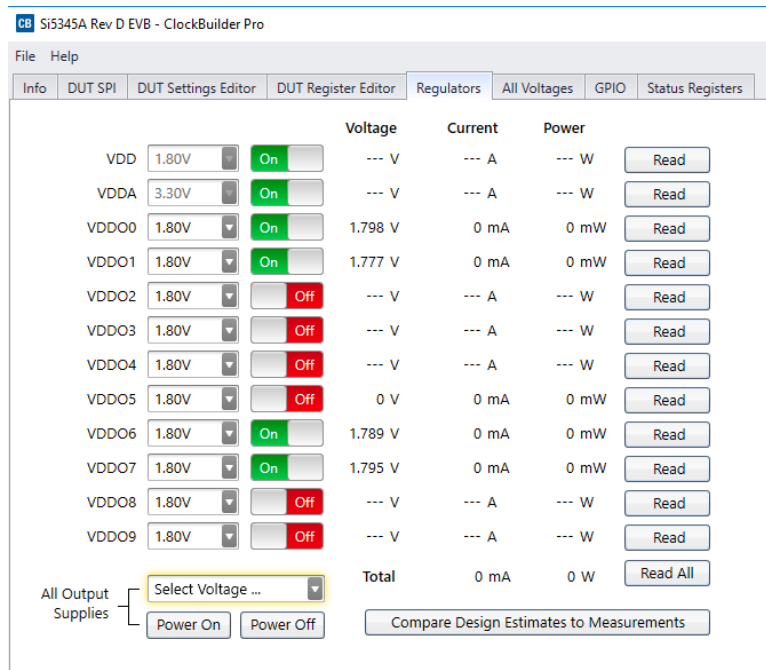 CB Si5345A Rev D EVB - ClockBuilder Pro
File Help
Info DUT SPI DUT Settings Editor DUT Register Editor Regulators All Voltages GPIO Status Registers
Voltage Current Power
VDD 1.80V On --- V --- A --- W Read
VDDA 3.30V On --- V --- A --- W Read
VDDO0 1.80V On 1.798 V 0 mA 0 mW Read
VDDO1 1.80V On 1.777 V 0 mA 0 mW Read
VDDO2 1.80V Off --- V --- A --- W Read
VDDO3 1.80V Off --- V --- A --- W Read
VDDO4 1.80V Off --- V --- A --- W Read
VDDO5 1.80V Off 0 V 0 mA 0 mW Read
VDDO6 1.80V On 1.789 V 0 mA 0 mW Read
VDDO7 1.80V On 1.795 V 0 mA 0 mW Read
VDDO8 1.80V Off --- V --- A --- W Read
VDDO9 1.80V Off --- V --- A --- W Read
All Output Supplies
Select Voltage ... Total 0 mA 0 W Read All
Power On Power Off Compare Design Estimates to Measurements